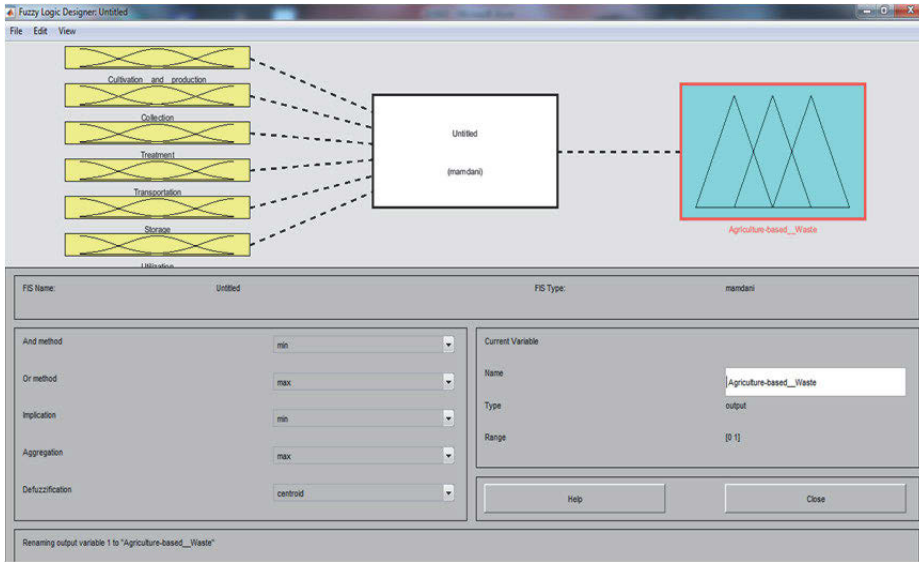 Fuzzy Logic Designer: Untitled
File Edit View
Cultivation and production
Collection
Treatment
Transportation
Storage
Utilization
Untitled
(mamdani)
Agriculture-based__Waste
FIS Name: Untitled FIS Type: mamdani
And method min
Or method max
Implication min
Aggregation max
Defuzzification centroid
Current Variable
Name Agriculture-based__Waste
Type output
Range [0 1]
Help Close
Renaming output variable 1 to "Agriculture-based__Waste"